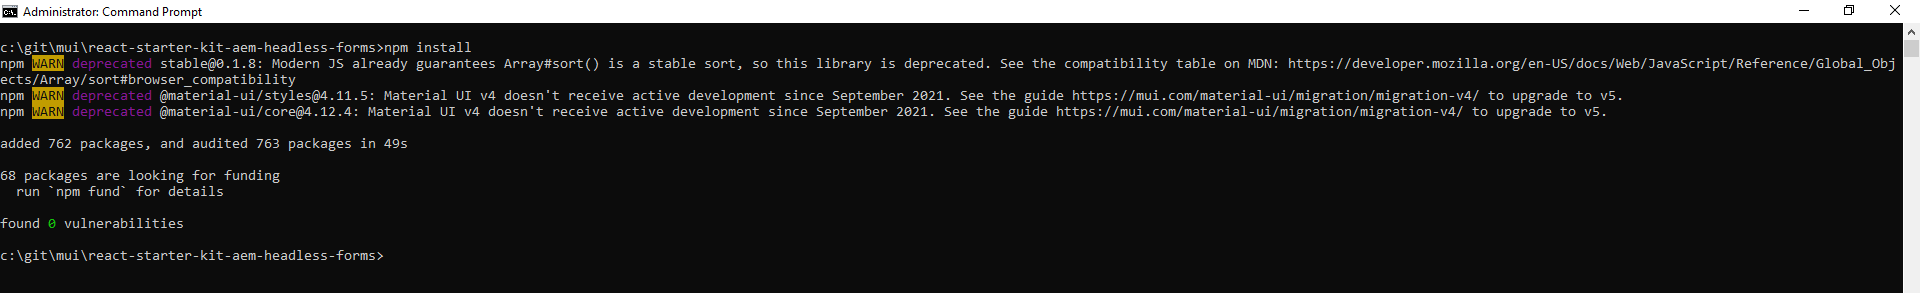 Administrator: Command Prompt
c:\git\mui\react-starter-kit-aem-headless-forms>npm install
npm WARN deprecated stable@0.1.8: Modern JS already guarantees Array#sort() is a stable sort, so this library is deprecated. See the compatibility table on MDN: https://developer.mozilla.org/en-US/docs/Web/JavaScript/Reference/Global_Obj
ects/Array/sort#browser_compatibility
npm WARN deprecated @material-ui/styles@4.11.5: Material UI v4 doesn't receive active development since September 2021. See the guide https://mui.com/material-ui/migration/migration-v4/ to upgrade to v5.
npm WARN deprecated @material-ui/core@4.12.4: Material UI v4 doesn't receive active development since September 2021. See the guide https://mui.com/material-ui/migration/migration-v4/ to upgrade to v5.
added 762 packages, and audited 763 packages in 49s
68 packages are looking for funding
run `npm fund` for details
found 0 vulnerabilities
c:\git\mui\react-starter-kit-aem-headless-forms>